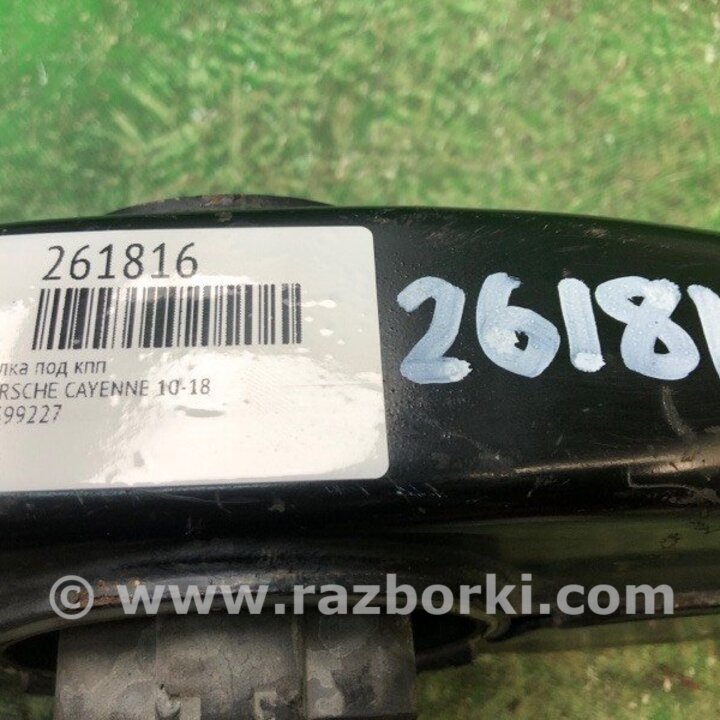 261816
лка под кпп
RSCHE CAYENNE 10-18
99227
26181
© www.razborki.com